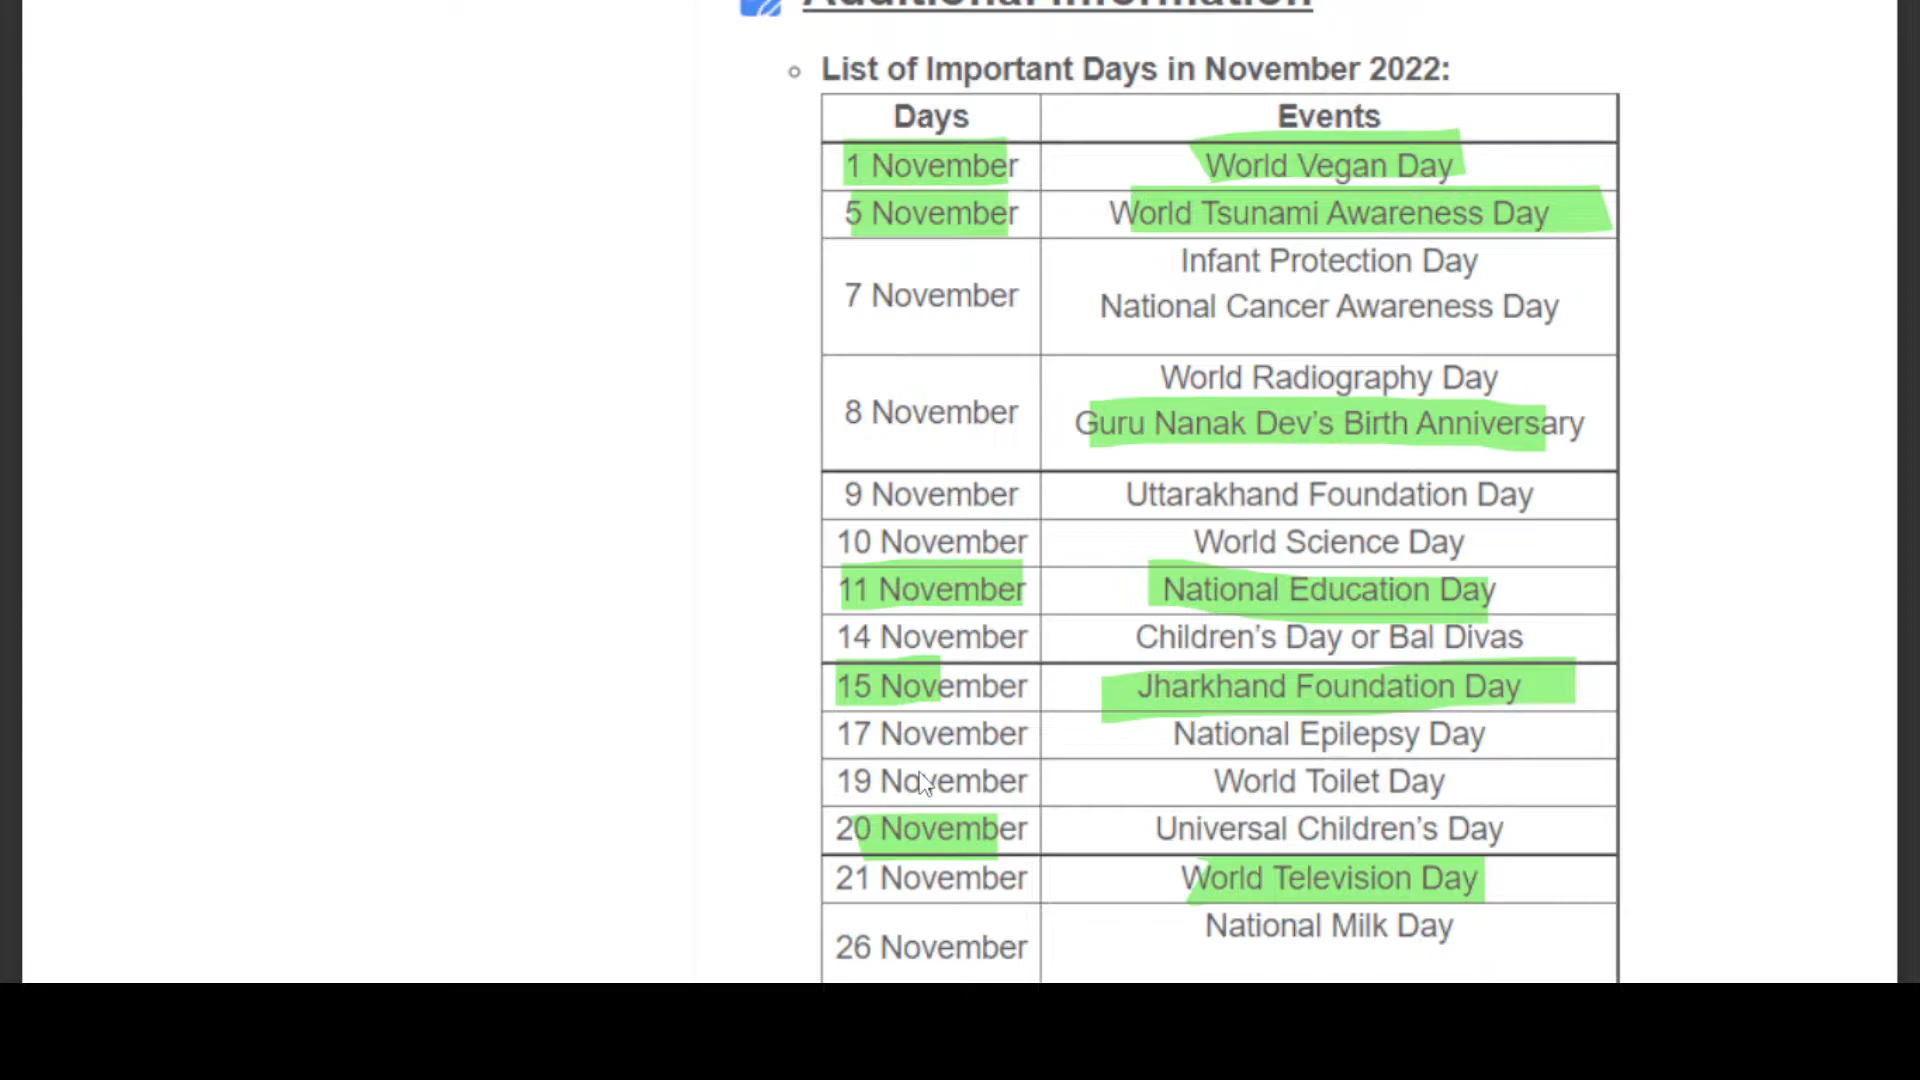 Additional Information
List of Important Days in November 2022:
Days Events
1 November World Vegan Day
5 November World Tsunami Awareness Day
7 November Infant Protection Day
National Cancer Awareness Day
8 November World Radiography Day
Guru Nanak Dev’s Birth Anniversary
9 November Uttarakhand Foundation Day
10 November World Science Day
11 November National Education Day
14 November Children’s Day or Bal Divas
15 November Jharkhand Foundation Day
17 November National Epilepsy Day
19 November World Toilet Day
20 November Universal Children’s Day
21 November World Television Day
26 November National Milk Day